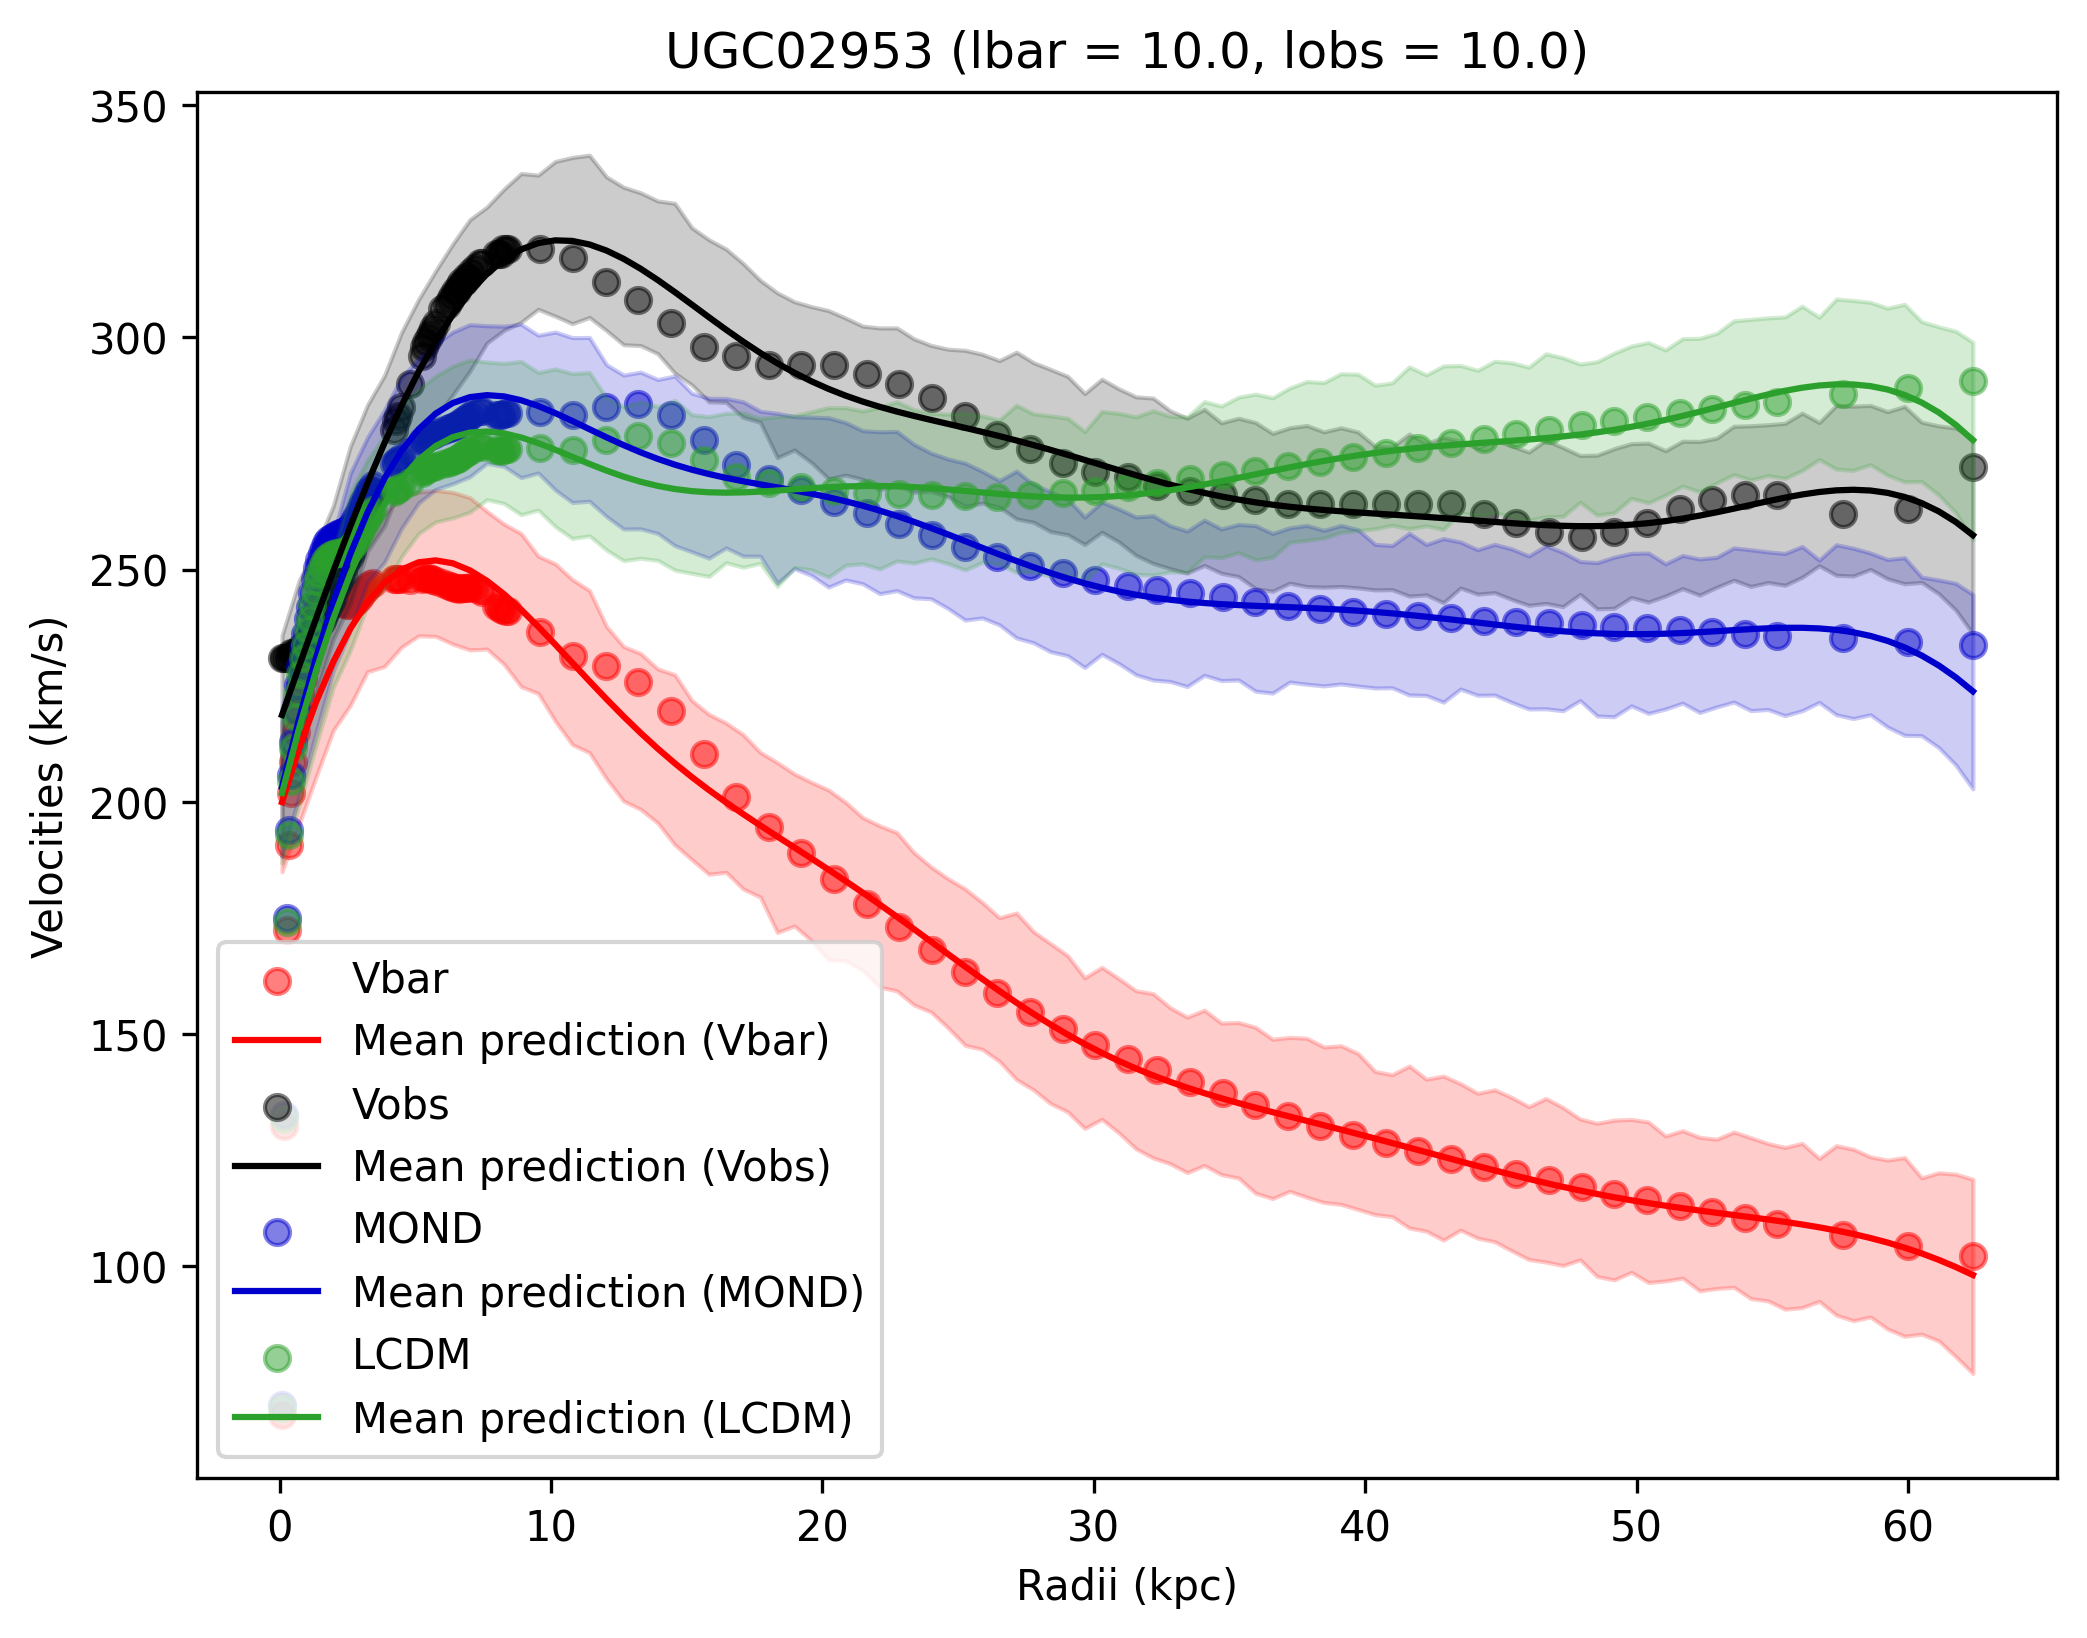 UGC02953 (lbar = 10.0, lobs = 10.0)
350
300
250
200
150
100
Velocities (km/s)
Vbar
Mean prediction (Vbar)
Vobs
Mean prediction (Vobs)
MOND
Mean prediction (MOND)
LCDM
Mean prediction (LCDM)
0 10 20 30 40 50 60
Radii (kpc)